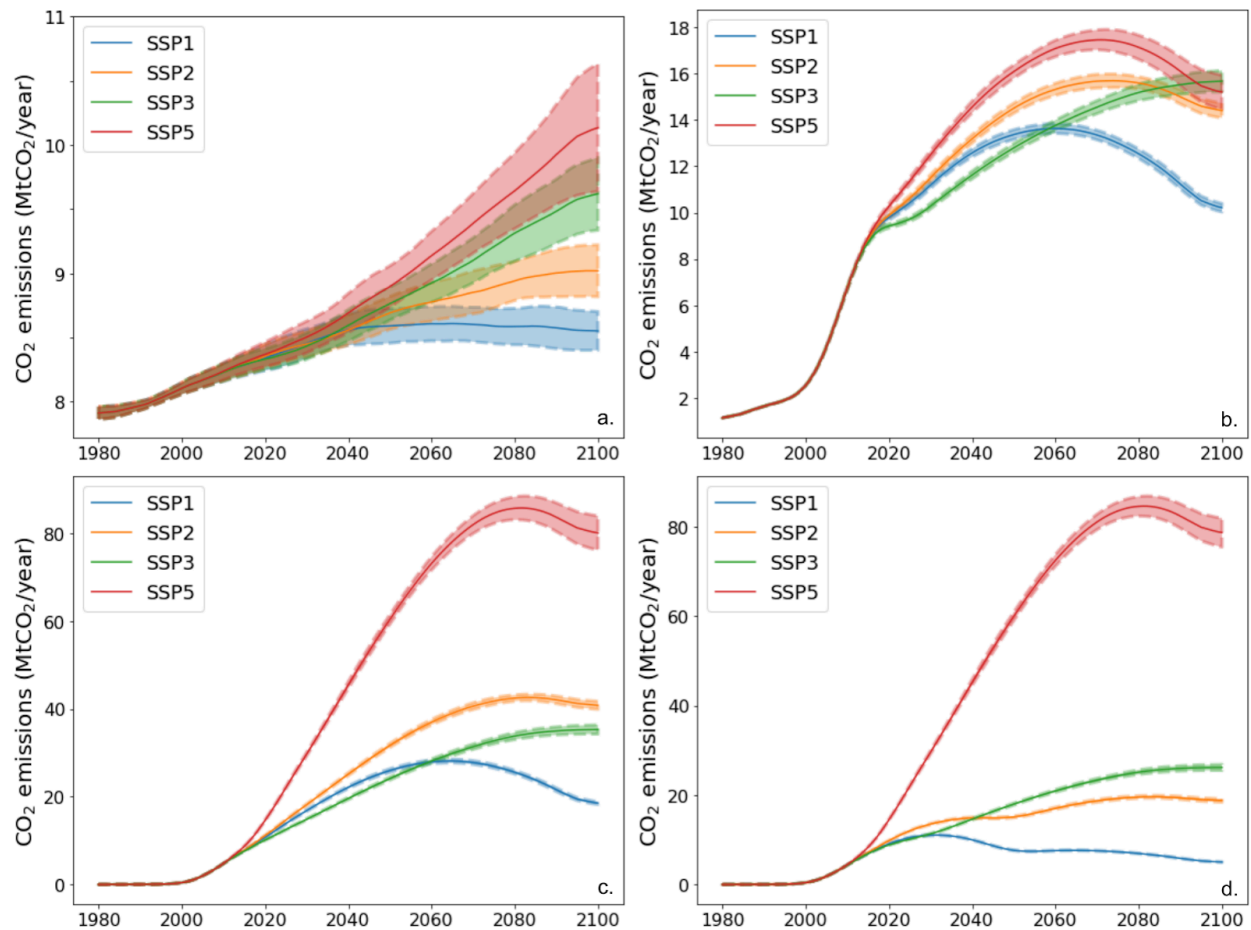 CO₂ emissions (MtCO₂/year)
11
10
9
8
SSP1
SSP2
SSP3
SSP5
a.
1980 2000 2020 2040 2060 2080 2100
CO₂ emissions (MtCO₂/year)
18
16
14
12
10
8
6
4
2
SSP1
SSP2
SSP3
SSP5
b.
1980 2000 2020 2040 2060 2080 2100
CO₂ emissions (MtCO₂/year)
80
60
40
20
0
SSP1
SSP2
SSP3
SSP5
c.
1980 2000 2020 2040 2060 2080 2100
CO₂ emissions (MtCO₂/year)
80
60
40
20
0
SSP1
SSP2
SSP3
SSP5
d.
1980 2000 2020 2040 2060 2080 2100